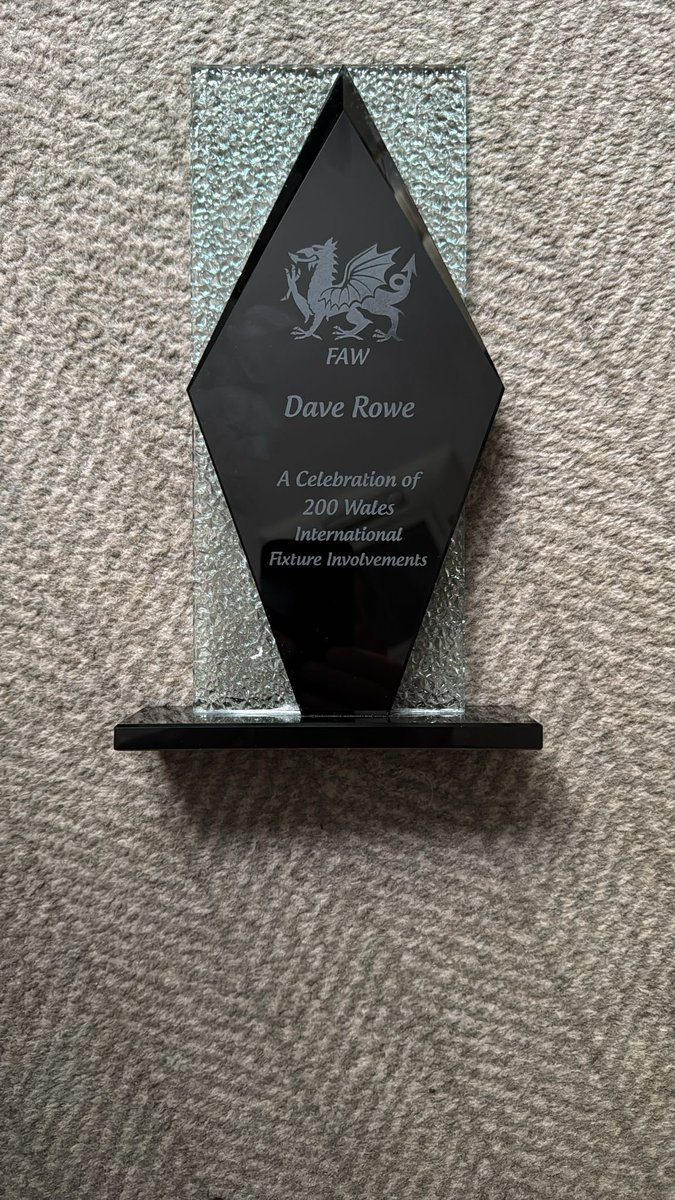 FAW
Dave Rowe
A Celebration of
200 Wales
International
Fixture Involvements